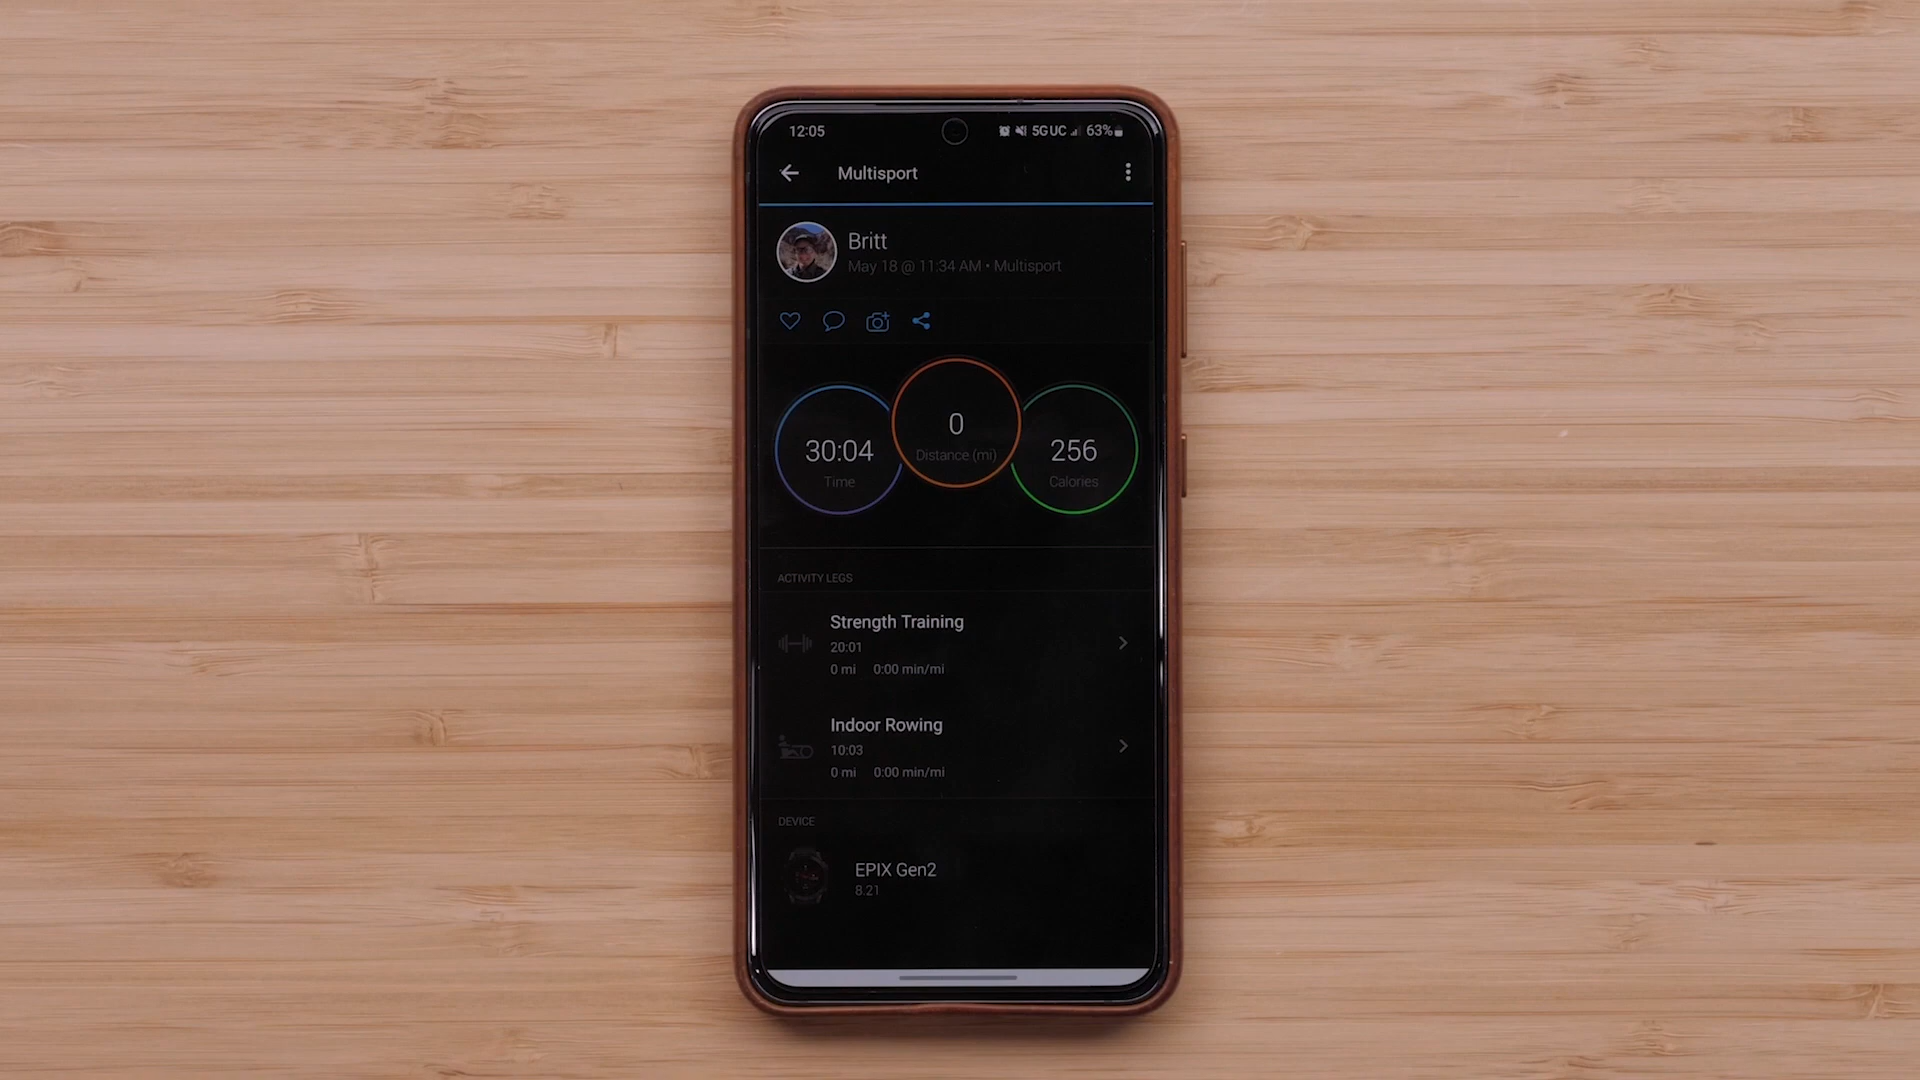 12:05 5GUC 63%
Multisport
Britt
May 18 @ 11:34 AM • Multisport
0
Distance (mi)
30:04
Time
256
Calories
ACTIVITY LEGS
Strength Training
20:01
0 mi 0:00 min/mi
Indoor Rowing
10:03
0 mi 0:00 min/mi
DEVICE
EPIX Gen2
8.21